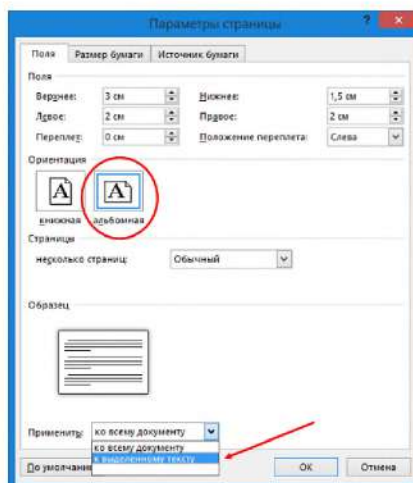 Параметры страницы
?
Поля Размер бумаги Источник бумаги
Поля
Верхнее: 3 см Нижнее: 1,5 см
Левое: 2 см Правое: 2 см
Переплет: 0 см Положение переплета: Слева
Ориентация
A A
книжная альбомная
Страницы
несколько страниц: Обычный
Образец
Применить: ко всему документу
ко всему документу
к выделенному тексту
По умолчани ОК Отмена